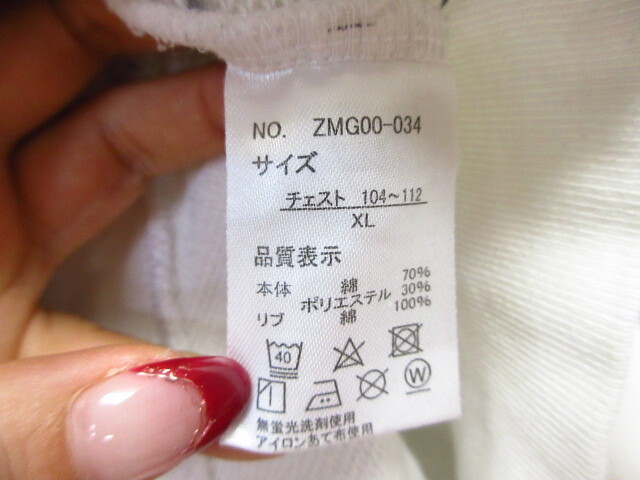 NO. ZMG00-034
サイズ
チェスト 104~112
XL
品質表示
本体 綿 70%
ポリエステル 30%
リブ 綿 100%
40
W
無蛍光洗剤使用
アイロンあて布使用